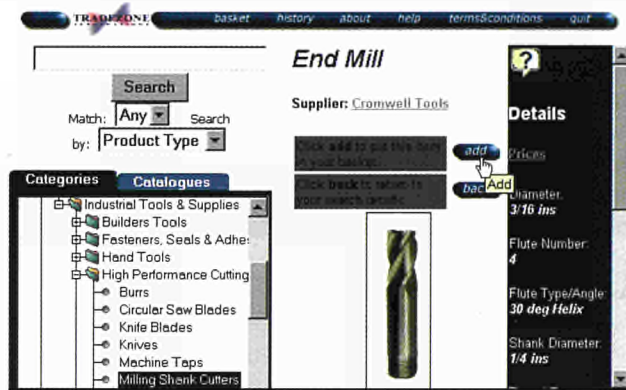 TRADEZONE
basket history about help terms&conditions quit
Search
Match: Any Search
by: Product Type
Categories Catalogues
Industrial Tools & Supplies
Builders Tools
Fasteners, Seals & Adhe
Hand Tools
High Performance Cutting
Burrs
Circular Saw Blades
Knife Blades
Knives
Machine Taps
Milling Shank Cutters
End Mill
Supplier: Cromwell Tools
Click add to put this item
in your basket.
add
Click back to return to
your search results
bac
Add
?
Details
Prices
Diameter:
3/16 ins
Flute Number:
4
Flute Type/Angle:
30 deg Helix
Shank Diameter:
1/4 ins